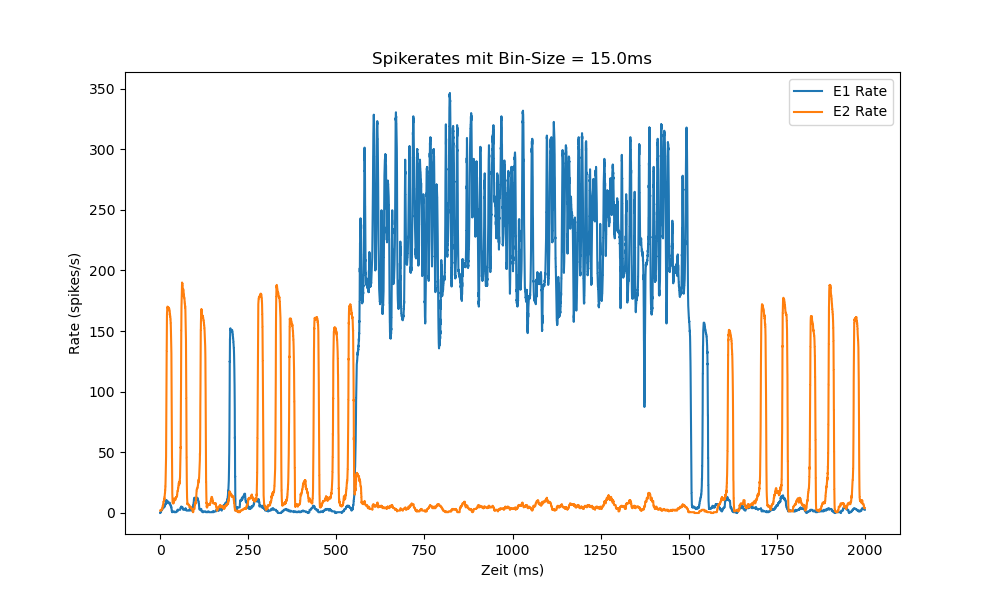 Spikerates mit Bin-Size = 15.0ms
E1 Rate
E2 Rate
350
300
250
200
150
100
50
0
Rate (spikes/s)
0 250 500 750 1000 1250 1500 1750 2000
Zeit (ms)